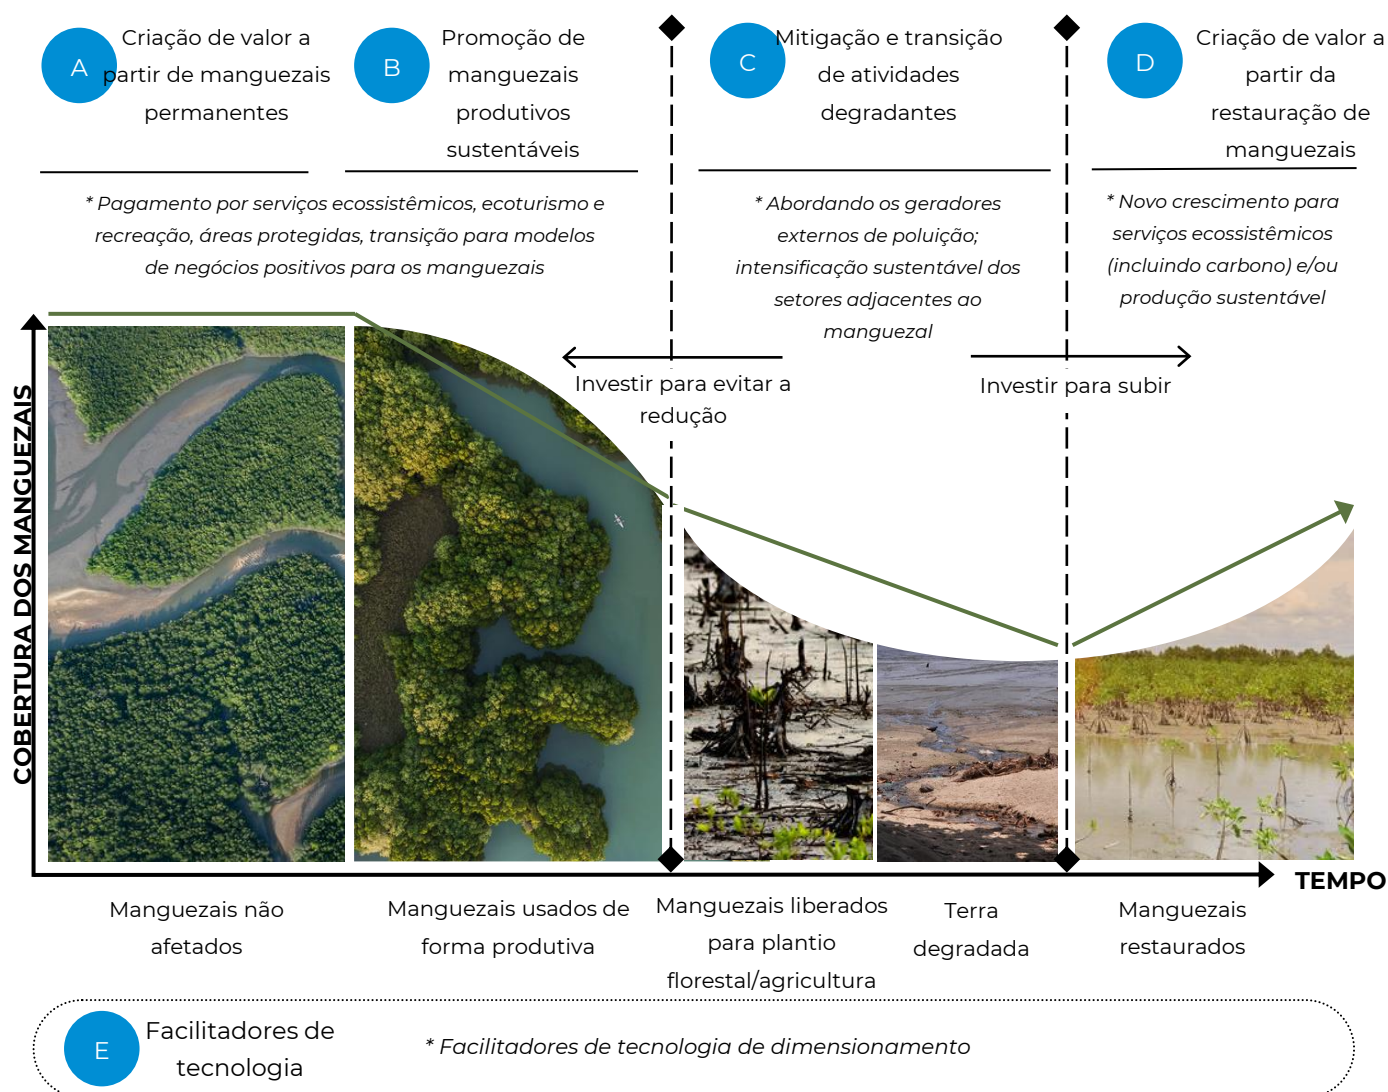 A
Criação de valor a
partir de manguezais
permanentes
B
Promoção de
manguezais
produtivos
sustentáveis
C
Mitigação e transição
de atividades
degradantes
D
Criação de valor a
partir da
restauração de
manguezais
* Pagamento por serviços ecossistêmicos, ecoturismo e
recreação, áreas protegidas, transição para modelos
de negócios positivos para os manguezais
* Abordando os geradores
externos de poluição;
intensificação sustentável dos
setores adjacentes ao
manguezal
* Novo crescimento para
serviços ecossistêmicos
(incluindo carbono) e/ou
produção sustentável
Investir para evitar a
redução
Investir para subir
COBERTURA DOS MANGUEZAIS
TEMPO
Manguezais não
afetados
Manguezais usados de
forma produtiva
Manguezais liberados
para plantio
florestal/agricultura
Terra
degradada
Manguezais
restaurados
E
Facilitadores de
tecnologia
* Facilitadores de tecnologia de dimensionamento